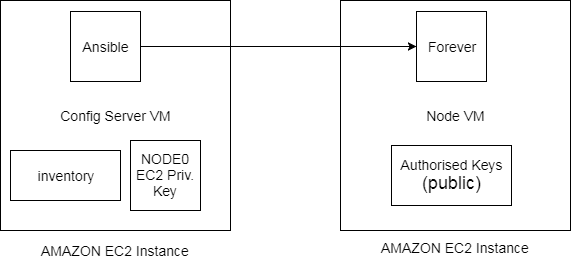 Ansible
Forever
Config Server VM
Node VM
inventory
NODE0
EC2 Priv.
Key
Authorised Keys
(public)
AMAZON EC2 Instance
AMAZON EC2 Instance